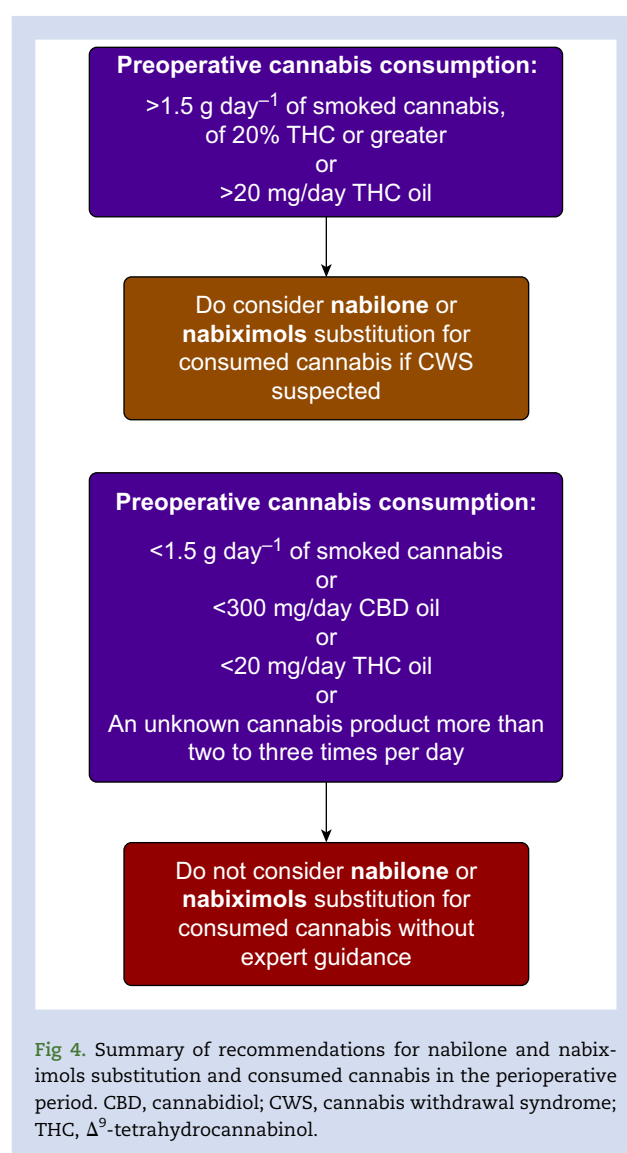 Preoperative cannabis consumption:
>1.5 g day⁻¹ of smoked cannabis,
of 20% THC or greater
or
>20 mg/day THC oil
Do consider nabilone or
nabiximols substitution for
consumed cannabis if CWS
suspected
Preoperative cannabis consumption:
<1.5 g day⁻¹ of smoked cannabis
or
<300 mg/day CBD oil
or
<20 mg/day THC oil
or
An unknown cannabis product more than
two to three times per day
Do not consider nabilone or
nabiximols substitution for
consumed cannabis without
expert guidance
Fig 4. Summary of recommendations for nabilone and nabix-
imols substitution and consumed cannabis in the perioperative
period. CBD, cannabidiol; CWS, cannabis withdrawal syndrome;
THC, Δ⁹-tetrahydrocannabinol.